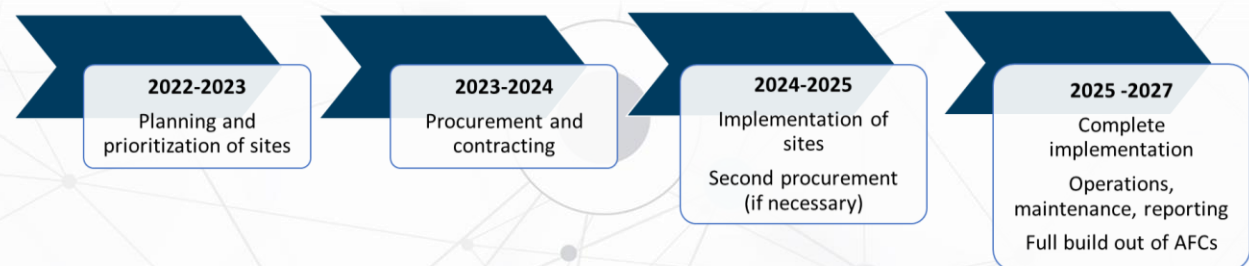 2022-2023
Planning and
prioritization of sites
2023-2024
Procurement and
contracting
2024-2025
Implementation of
sites
Second procurement
(if necessary)
2025 -2027
Complete
implementation
Operations,
maintenance, reporting
Full build out of AFCs